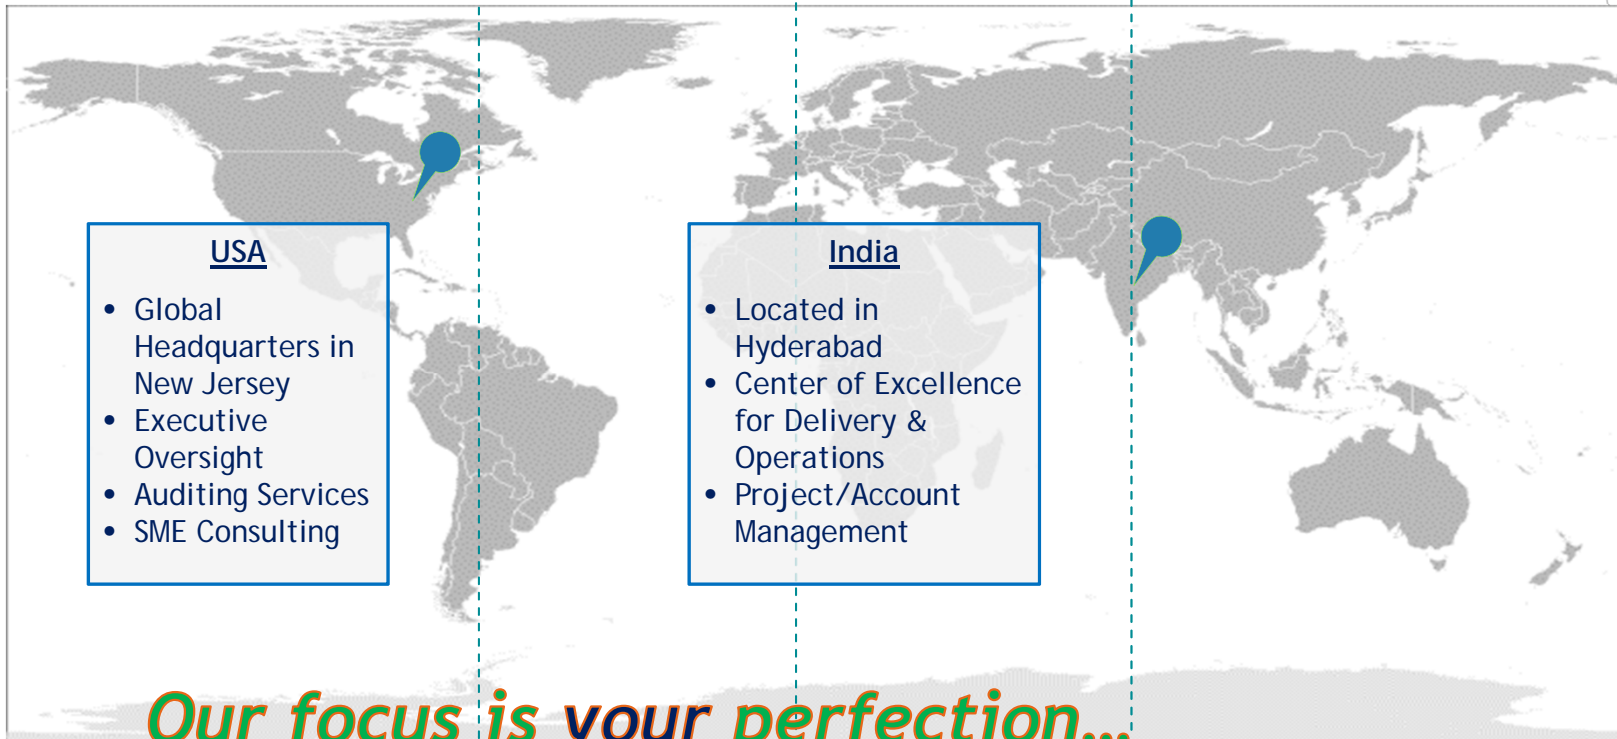 USA
• Global
Headquarters in
New Jersey
• Executive
Oversight
• Auditing Services
• SME Consulting
India
• Located in
Hyderabad
• Center of Excellence
for Delivery &
Operations
• Project/Account
Management
Our focus is your perfection...